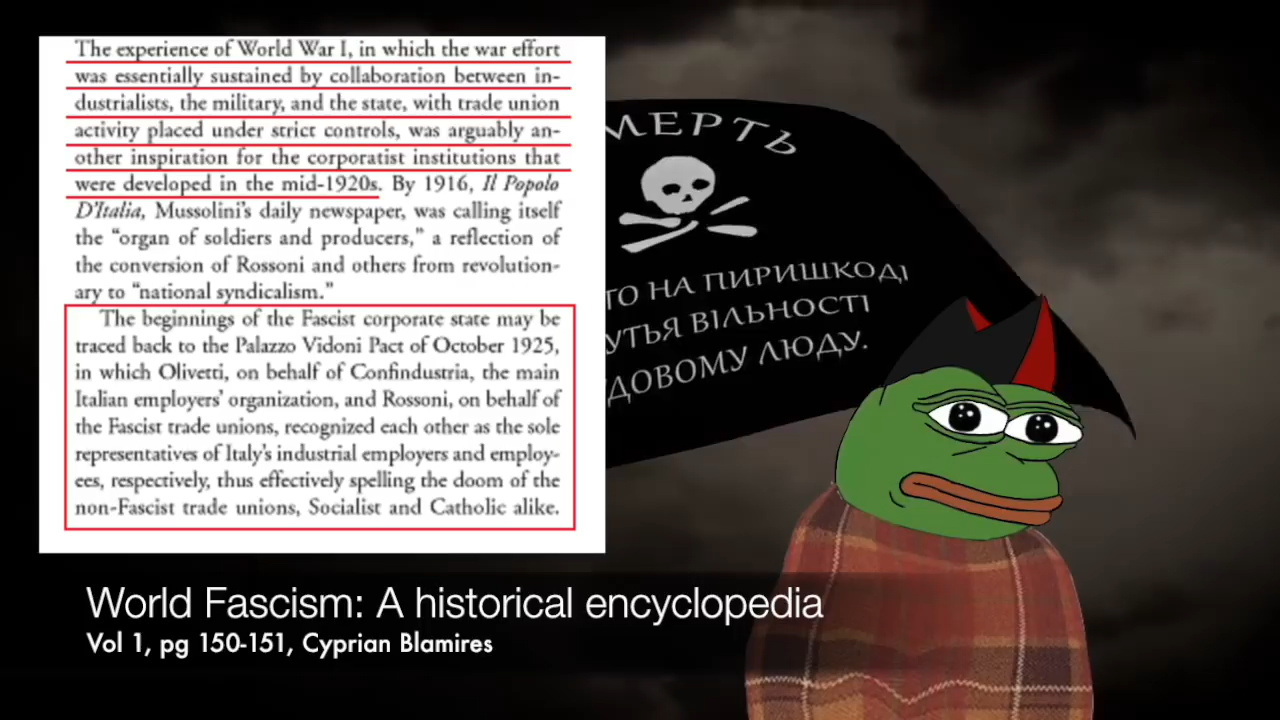 The experience of World War I, in which the war effort
was essentially sustained by collaboration between in-
dustrialists, the military, and the state, with trade union
activity placed under strict controls, was arguably an-
other inspiration for the corporatist institutions that
were developed in the mid-1920s. By 1916, Il Popolo
D'Italia, Mussolini's daily newspaper, was calling itself
the “organ of soldiers and producers,” a reflection of
the conversion of Rossoni and others from revolution-
ary to “national syndicalism.”
The beginnings of the Fascist corporate state may be
traced back to the Palazzo Vidoni Pact of October 1925,
in which Olivetti, on behalf of Confindustria, the main
Italian employers' organization, and Rossoni, on behalf of
the Fascist trade unions, recognized each other as the sole
representatives of Italy's industrial employers and employ-
ees, respectively, thus effectively spelling the doom of the
non-Fascist trade unions, Socialist and Catholic alike.
МЕРТЬ
ТО НА ПИРИШКОДІ
УТЬЯ ВІЛЬНОСТІ
ДОВОМУ ЛЮДУ.
World Fascism: A historical encyclopedia
Vol 1, pg 150-151, Cyprian Blamires